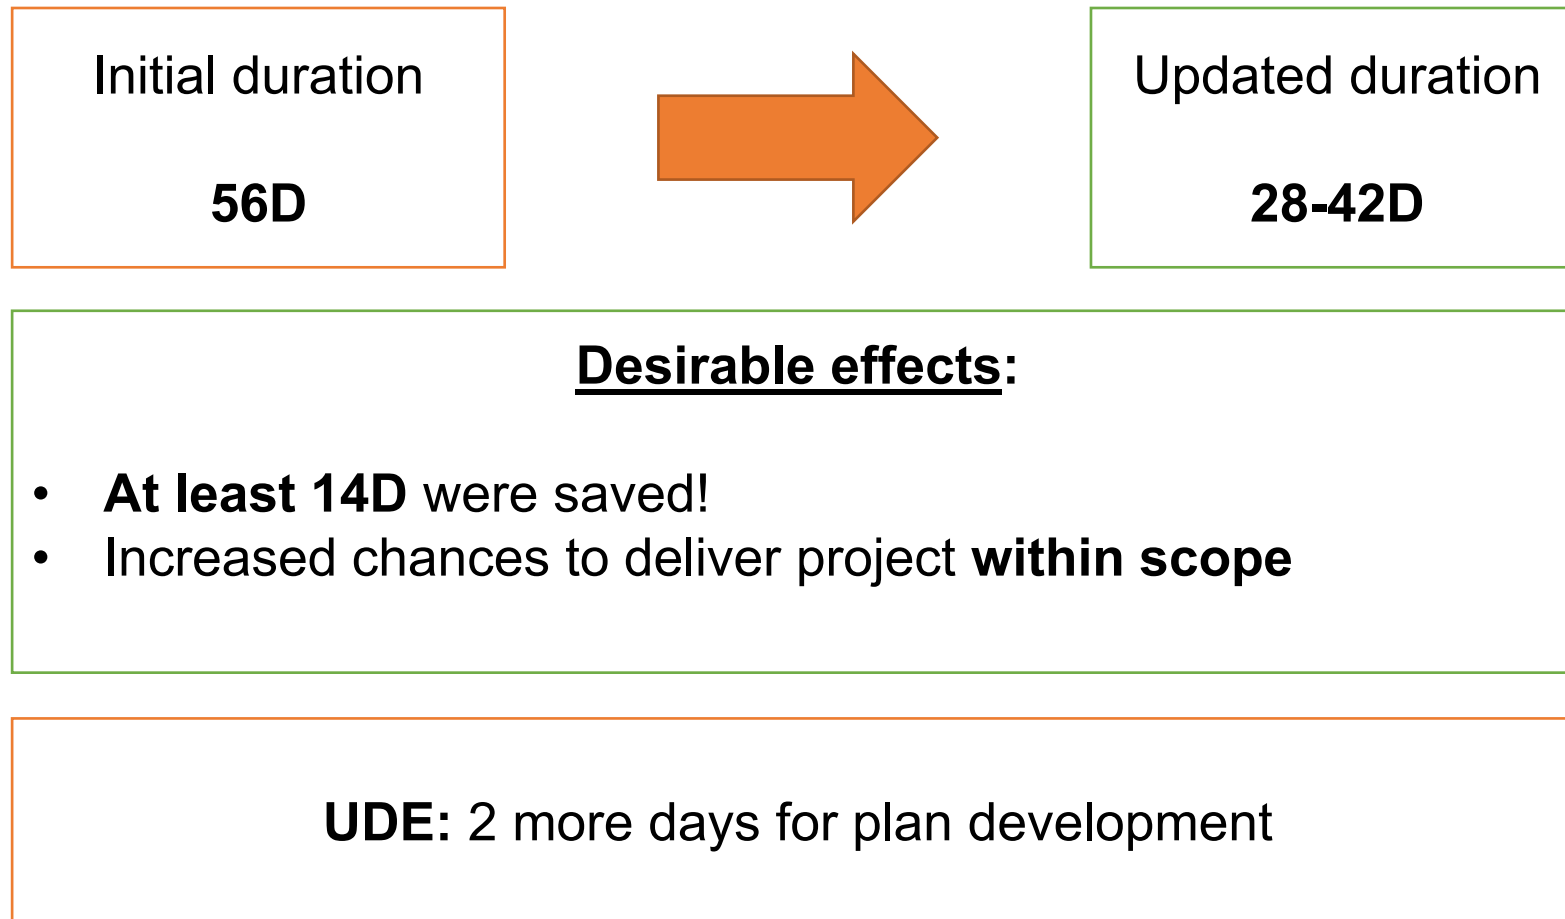 Initial duration
56D
Updated duration
28-42D
Desirable effects:
• At least 14D were saved!
• Increased chances to deliver project within scope
UDE: 2 more days for plan development